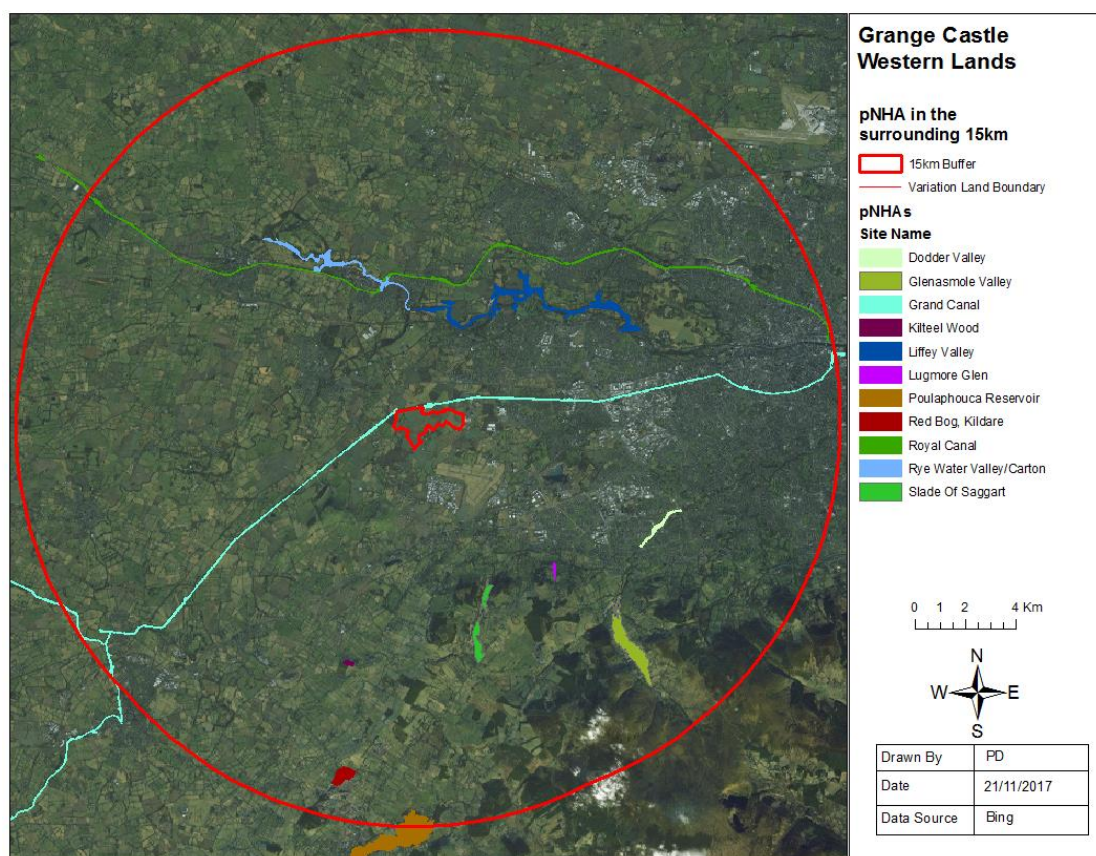 Grange Castle
Western Lands
pNHA in the
surrounding 15km
15km Buffer
Variation Land Boundary
pNHAs
Site Name
Dodder Valley
Glenasmole Valley
Grand Canal
Kilteel Wood
Liffey Valley
Lugmore Glen
Poulaphouca Reservoir
Red Bog, Kildare
Royal Canal
Rye Water Valley/Carton
Slade Of Saggart
0 1 2 4 Km
N
W E
S
Drawn By PD
Date 21/11/2017
Data Source Bing